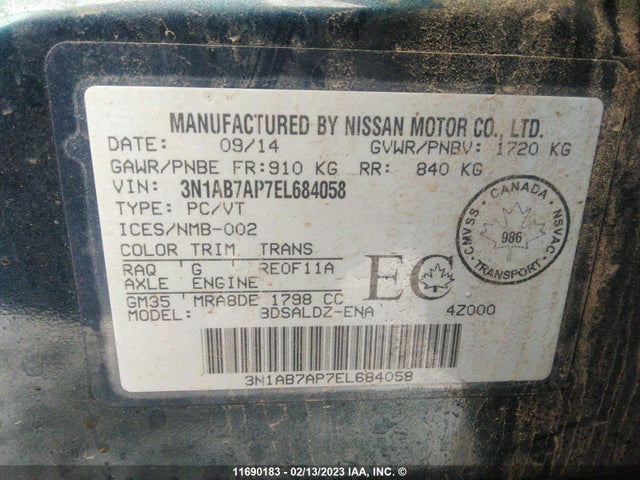 MANUFACTURED BY NISSAN MOTOR CO., LTD.
DATE: 09/14 GVWR/PNBV: 1720 KG
GAWR/PNBE FR: 910 KG RR: 840 KG
VIN: 3N1AB7AP7EL684058
TYPE: PC/VT
ICES/NMB-002
COLOR TRIM TRANS
RAQ G RE0F11A
AXLE ENGINE
GM35 MRA8DE 1798 CC
MODEL: BDSALDZ-ENA 4Z000
CANADA
CMVSS
986
NSVAC
TRANSPORT
EC
3N1AB7AP7EL684058
11690183 - 02/13/2023 IAA, INC. ©